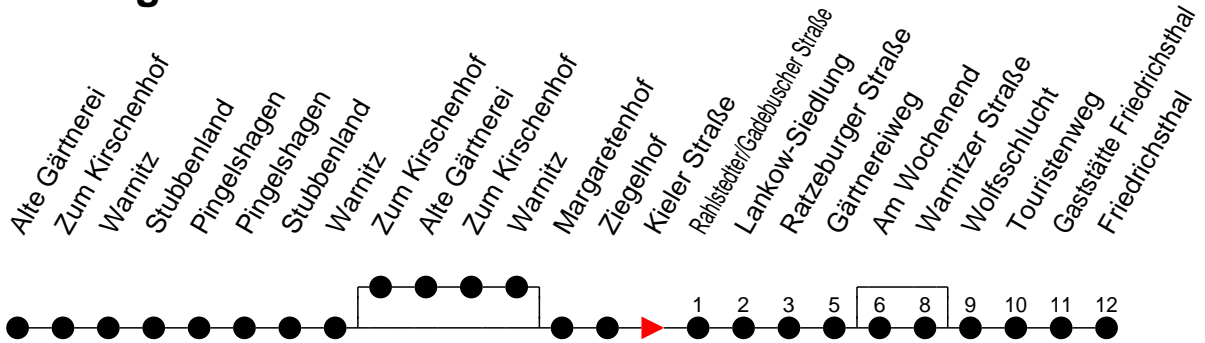 Alte Gärtnerei
Zum Kirschenhof
Warnitz
Stubbenland
Pingelshagen
Pingelshagen
Stubbenland
Warnitz
Zum Kirschenhof
Alte Gärtnerei
Zum Kirschenhof
Warnitz
Margaretenhof
Ziegelhof
Kieler Straße
Rahlstedter/Gadebuscher Straße
Lankow-Siedlung
Ratzeburger Straße
Gärtnereiweg
Am Wochenend
Warnitzer Straße
Wolfsschlucht
Touristenweg
Gaststätte Friedrichsthal
Friedrichsthal
1 2 3 5 6 8 9 10 11 12